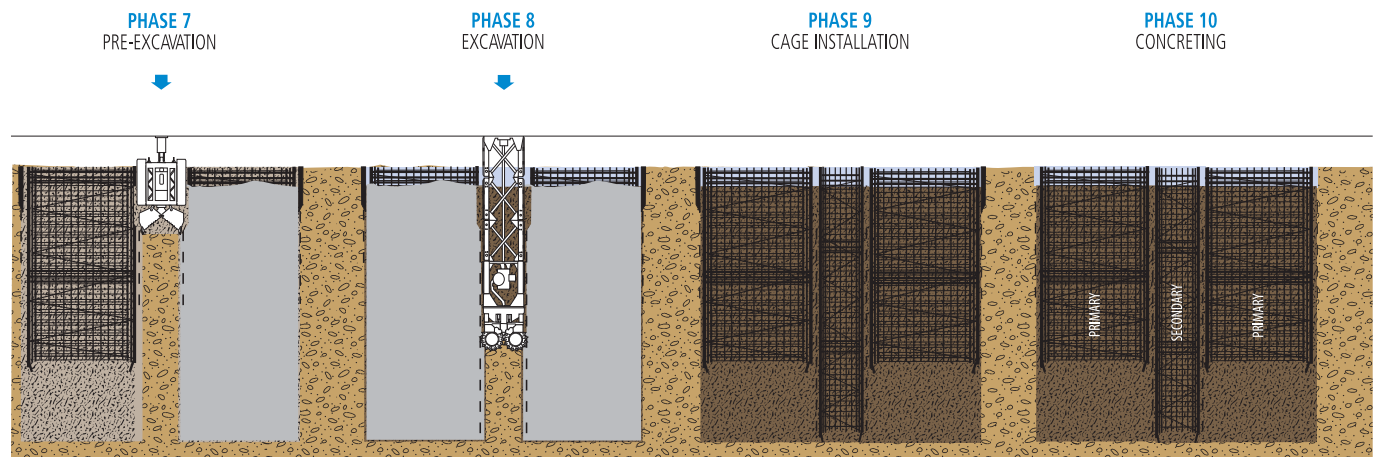 PHASE 7
PRE-EXCAVATION
PHASE 8
EXCAVATION
PHASE 9
CAGE INSTALLATION
PHASE 10
CONCRETING
PRIMARY
SECONDARY
PRIMARY